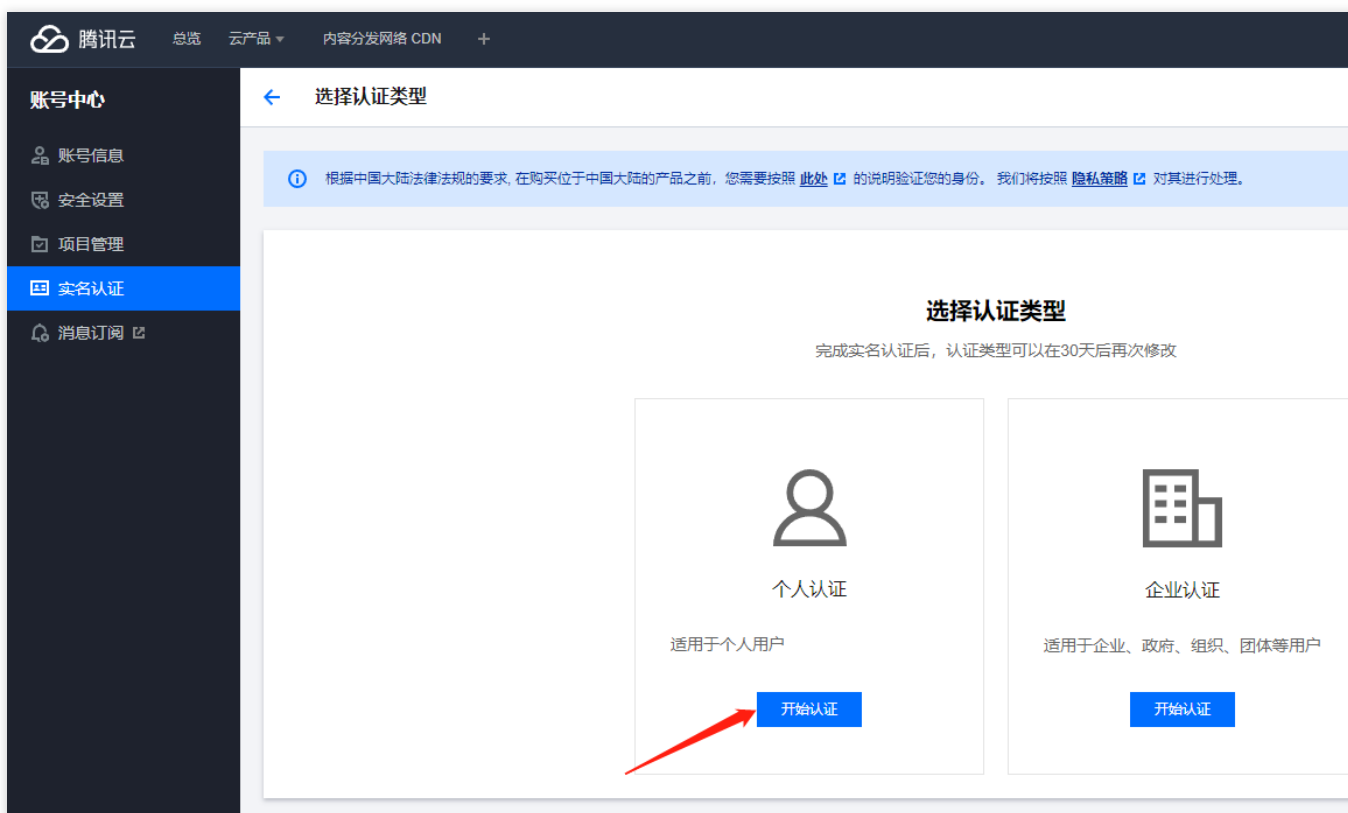 腾讯云 总览 云产品 内容分发网络 CDN +
账号中心
选择认证类型
账号信息
安全设置
项目管理
实名认证
消息订阅
根据中国大陆法律法规的要求, 在购买位于中国大陆的产品之前，您需要按照 此处 的说明验证您的身份。 我们将按照 隐私策略 对其进行处理。
选择认证类型
完成实名认证后，认证类型可以在30天后再次修改
个人认证
适用于个人用户
开始认证
企业认证
适用于企业、政府、组织、团体等用户
开始认证